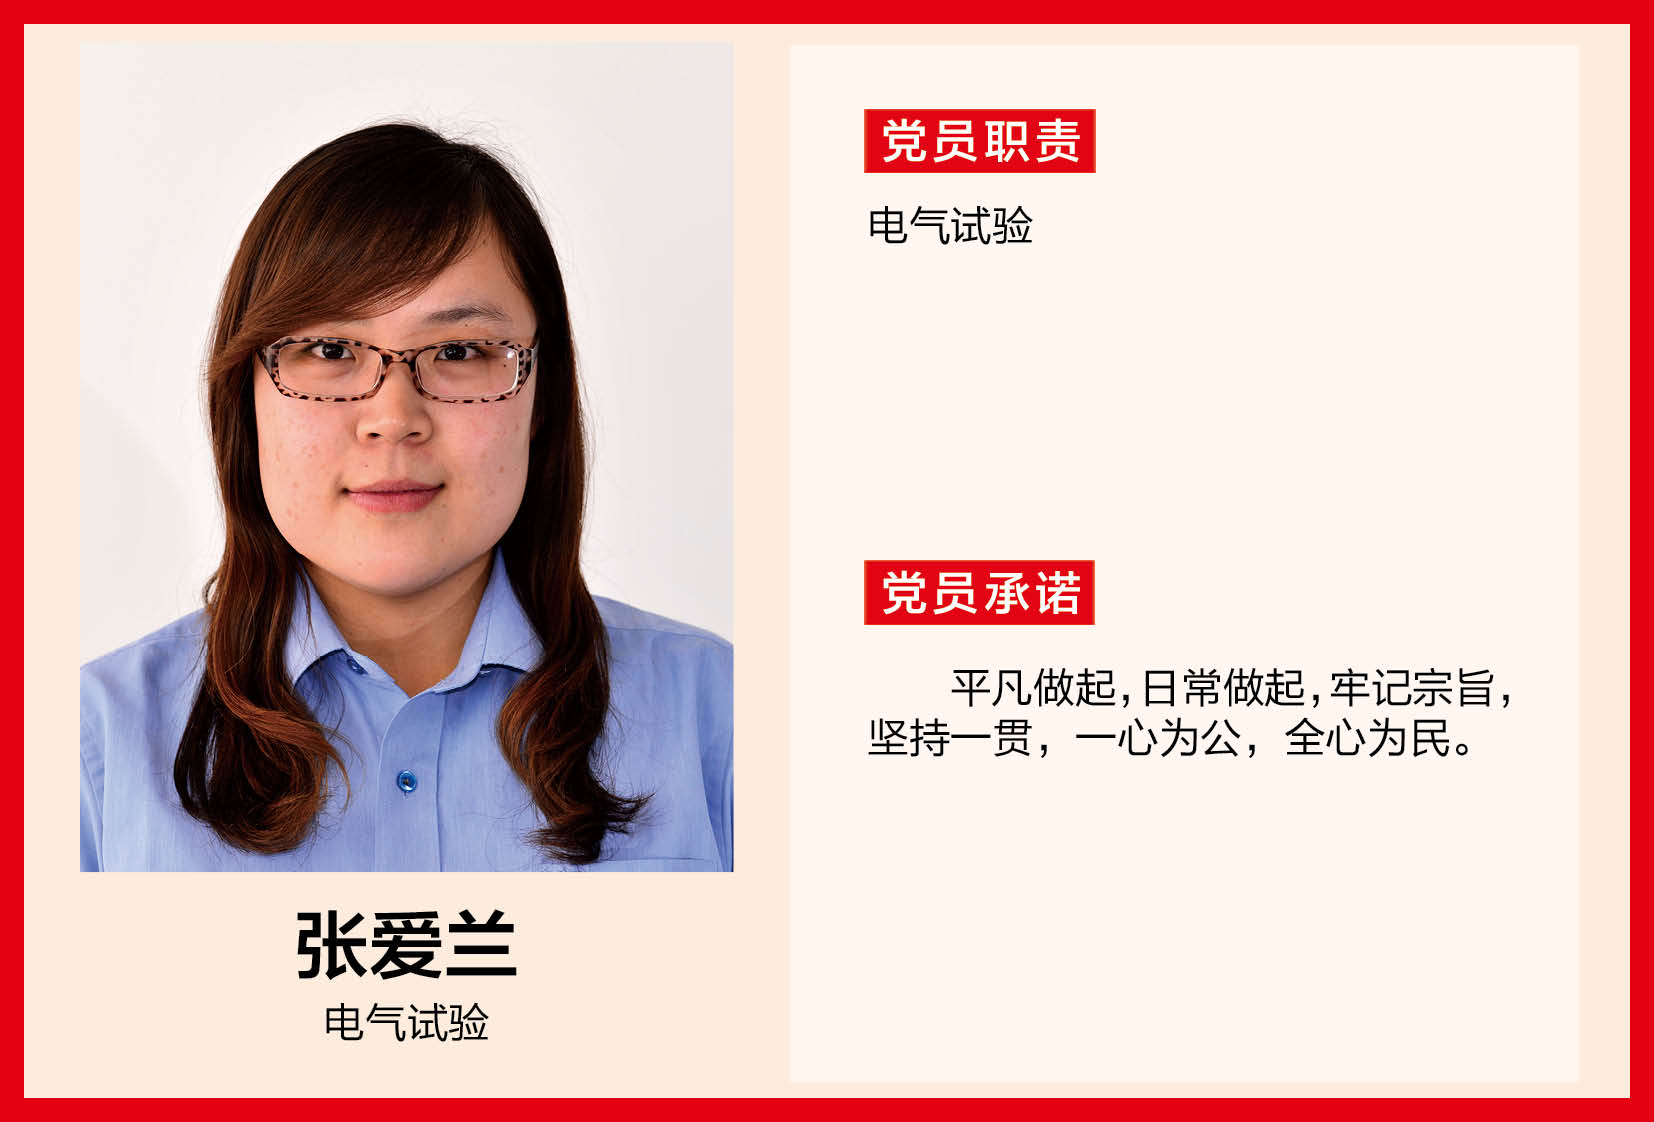 张爱兰
电气试验
党员职责
电气试验
党员承诺
平凡做起,日常做起,牢记宗旨,
坚持一贯，一心为公，全心为民。